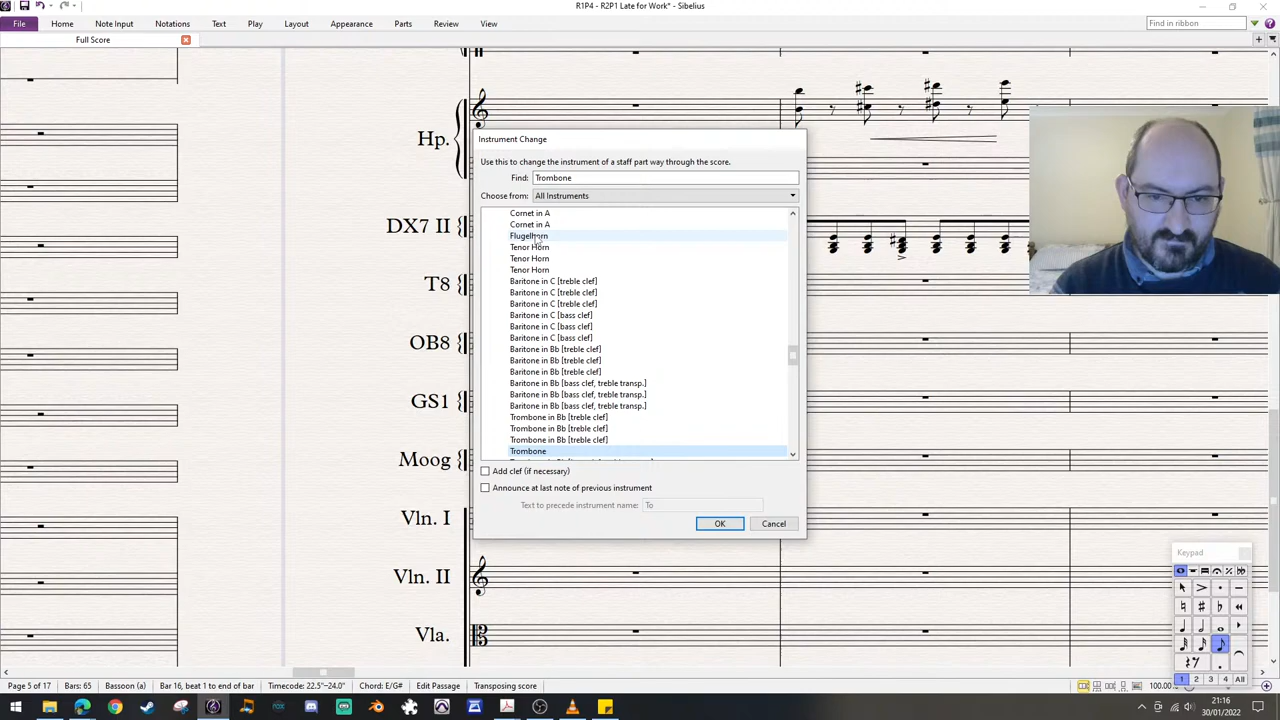 R1P4 - R2P1 Late for Work* - Sibelius
File Home Note Input Notations Text Play Layout Appearance Parts Review View
Find in ribbon
Full Score
Hp.
DX7 II
T8
OB8
GS1
Moog
Vln. I
Vln. II
Vla.
Instrument Change
Use this to change the instrument of a staff part way through the score.
Find: Trombone
Choose from: All Instruments
Cornet in A
Cornet in A
Flugelhorn
Tenor Horn
Tenor Horn
Tenor Horn
Baritone in C [treble clef]
Baritone in C [treble clef]
Baritone in C [treble clef]
Baritone in C [bass clef]
Baritone in C [bass clef]
Baritone in C [bass clef]
Baritone in Bb [treble clef]
Baritone in Bb [treble clef]
Baritone in Bb [treble clef]
Baritone in Bb [bass clef, treble transp.]
Baritone in Bb [bass clef, treble transp.]
Baritone in Bb [bass clef, treble transp.]
Trombone in Bb [treble clef]
Trombone in Bb [treble clef]
Trombone in Bb [treble clef]
Trombone
Add clef (if necessary)
Announce at last note of previous instrument
Text to precede instrument name: To
OK Cancel
Keypad
1 2 3 4 All
Page 5 of 17 Bars: 65 Bassoon (a) Bar 16, beat 1 to end of bar Timecode: 22.5"–24.0" Chord: E/G# Edit Passage Transposing score
100.00
21:16
30/01/2022